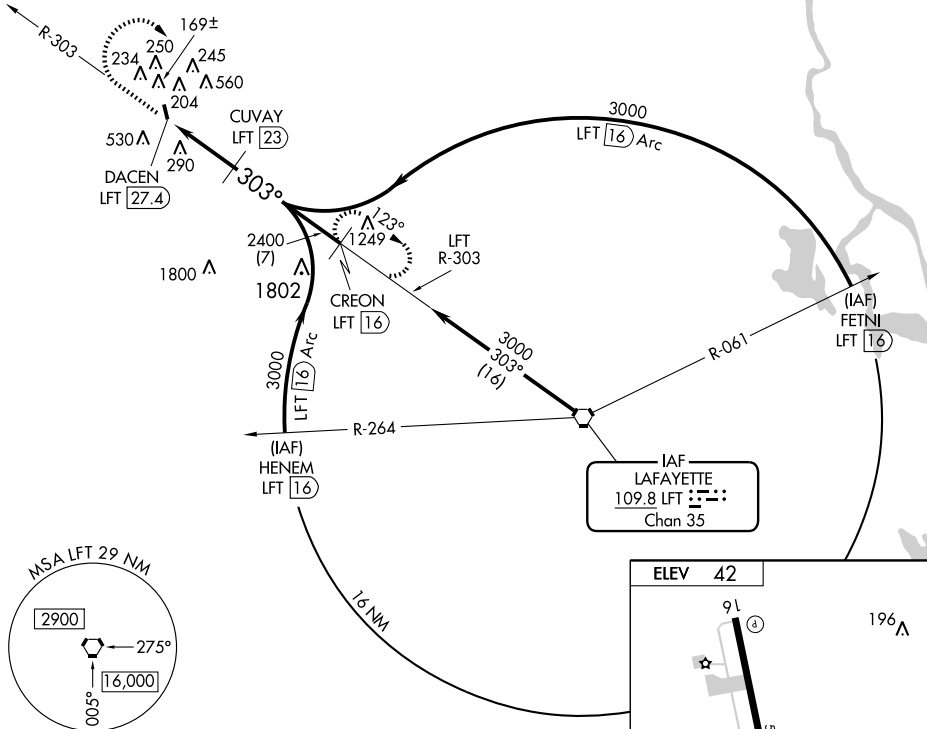 R-303
169±
250
234
245
560
204
530
290
CUVAY
LFT 23
DACEN
LFT 27.4
303°
3000
LFT 16 Arc
123°
1249
2400
(7)
LFT
R-303
1800
1802
CREON
LFT 16
(IAF)
FETNI
LFT 16
R-061
3000
303°
(16)
3000
LFT 16 Arc
R-264
(IAF)
HENEM
LFT 16
IAF
LAFAYETTE
109.8 LFT
Chan 35
MSA LFT 29 NM
2900
275°
16,000
005°
16 NM
ELEV 42
16
P
196